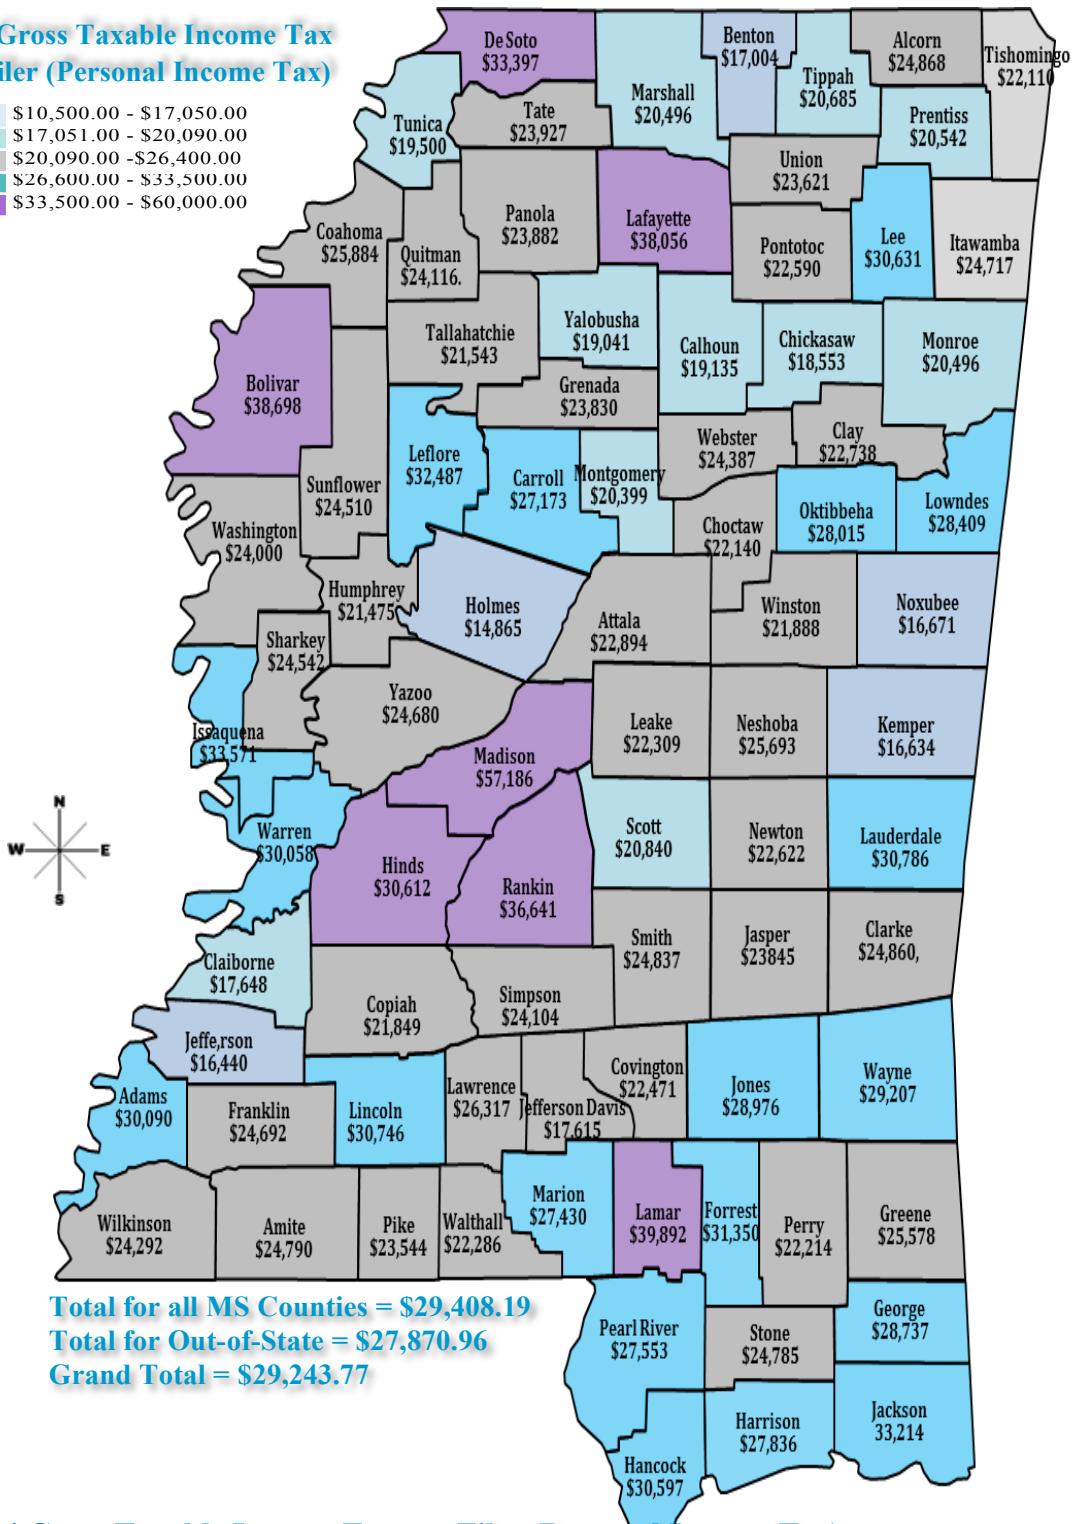 Gross Taxable Income Tax
iler (Personal Income Tax)
$10,500.00 - $17,050.00
$17,051.00 - $20,090.00
$20,090.00 -$26,400.00
$26,600.00 - $33,500.00
$33,500.00 - $60,000.00
De Soto
$33,397
Benton
$17,004
Alcorn
$24,868
Tishomingo
$22,110
Tippah
$20,685
Marshall
$20,496
Tate
$23,927
Tunica
$19,500
Prentiss
$20,542
Union
$23,621
Panola
$23,882
Lafayette
$38,056
Coahoma
$25,884
Quitman
$24,116.
Pontotoc
$22,590
Lee
$30,631
Itawamba
$24,717
Tallahatchie
$21,543
Yalobusha
$19,041
Calhoun
$19,135
Chickasaw
$18,553
Monroe
$20,496
Bolivar
$38,698
Grenada
$23,830
Webster
$24,387
Clay
$22,738
Leflore
$32,487
Carroll
$27,173
Montgomery
$20,399
Sunflower
$24,510
Washington
$24,000
Choctaw
$22,140
Oktibbeha
$28,015
Lowndes
$28,409
Humphrey
$21,475
Holmes
$14,865
Attala
$22,894
Winston
$21,888
Noxubee
$16,671
Sharkey
$24,542
Yazoo
$24,680
Issaquena
$33,571
Madison
$57,186
Leake
$22,309
Neshoba
$25,693
Kemper
$16,634
N
W
E
S
Warren
$30,058
Hinds
$30,612
Rankin
$36,641
Scott
$20,840
Newton
$22,622
Lauderdale
$30,786
Claiborne
$17,648
Copiah
$21,849
Simpson
$24,104
Smith
$24,837
Jasper
$23845
Clarke
$24,860,
Jeffe,rson
$16,440
Adams
$30,090
Franklin
$24,692
Lincoln
$30,746
Lawrence
$26,317
Jefferson Davis
$17,615
Covington
$22,471
Jones
$28,976
Wayne
$29,207
Wilkinson
$24,292
Amite
$24,790
Pike
$23,544
Walthall
$22,286
Marion
$27,430
Lamar
$39,892
Forrest
$31,350
Perry
$22,214
Greene
$25,578
Total for all MS Counties = $29,408.19
Total for Out-of-State = $27,870.96
Grand Total = $29,243.77
Pearl River
$27,553
Stone
$24,785
George
$28,737
Hancock
$30,597
Harrison
$27,836
Jackson
33,214